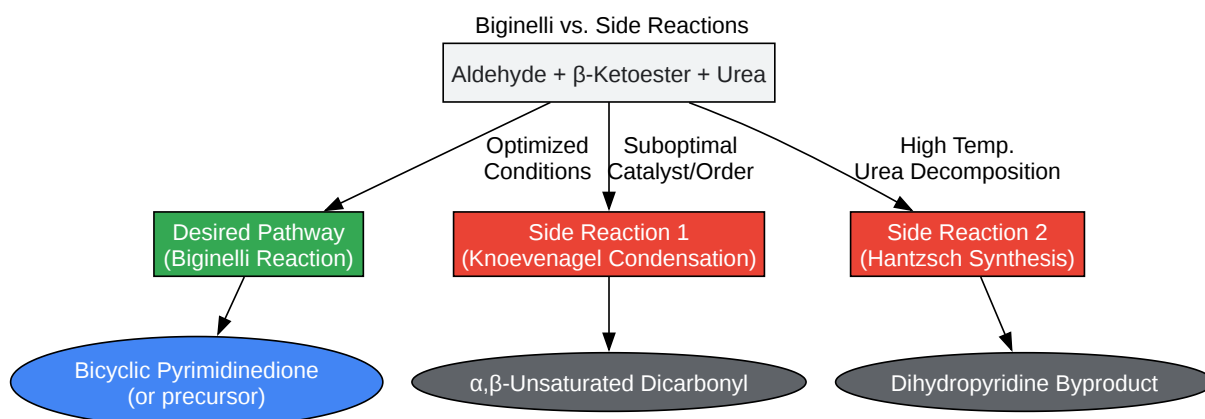 Biginelli vs. Side Reactions
Aldehyde + β-Ketoester + Urea
Optimized
Conditions
Suboptimal
Catalyst/Order
High Temp.
Urea Decomposition
Desired Pathway
(Biginelli Reaction)
Side Reaction 1
(Knoevenagel Condensation)
Side Reaction 2
(Hantzsch Synthesis)
Bicyclic Pyrimidinedione
(or precursor)
α,β-Unsaturated Dicarbonyl
Dihydropyridine Byproduct